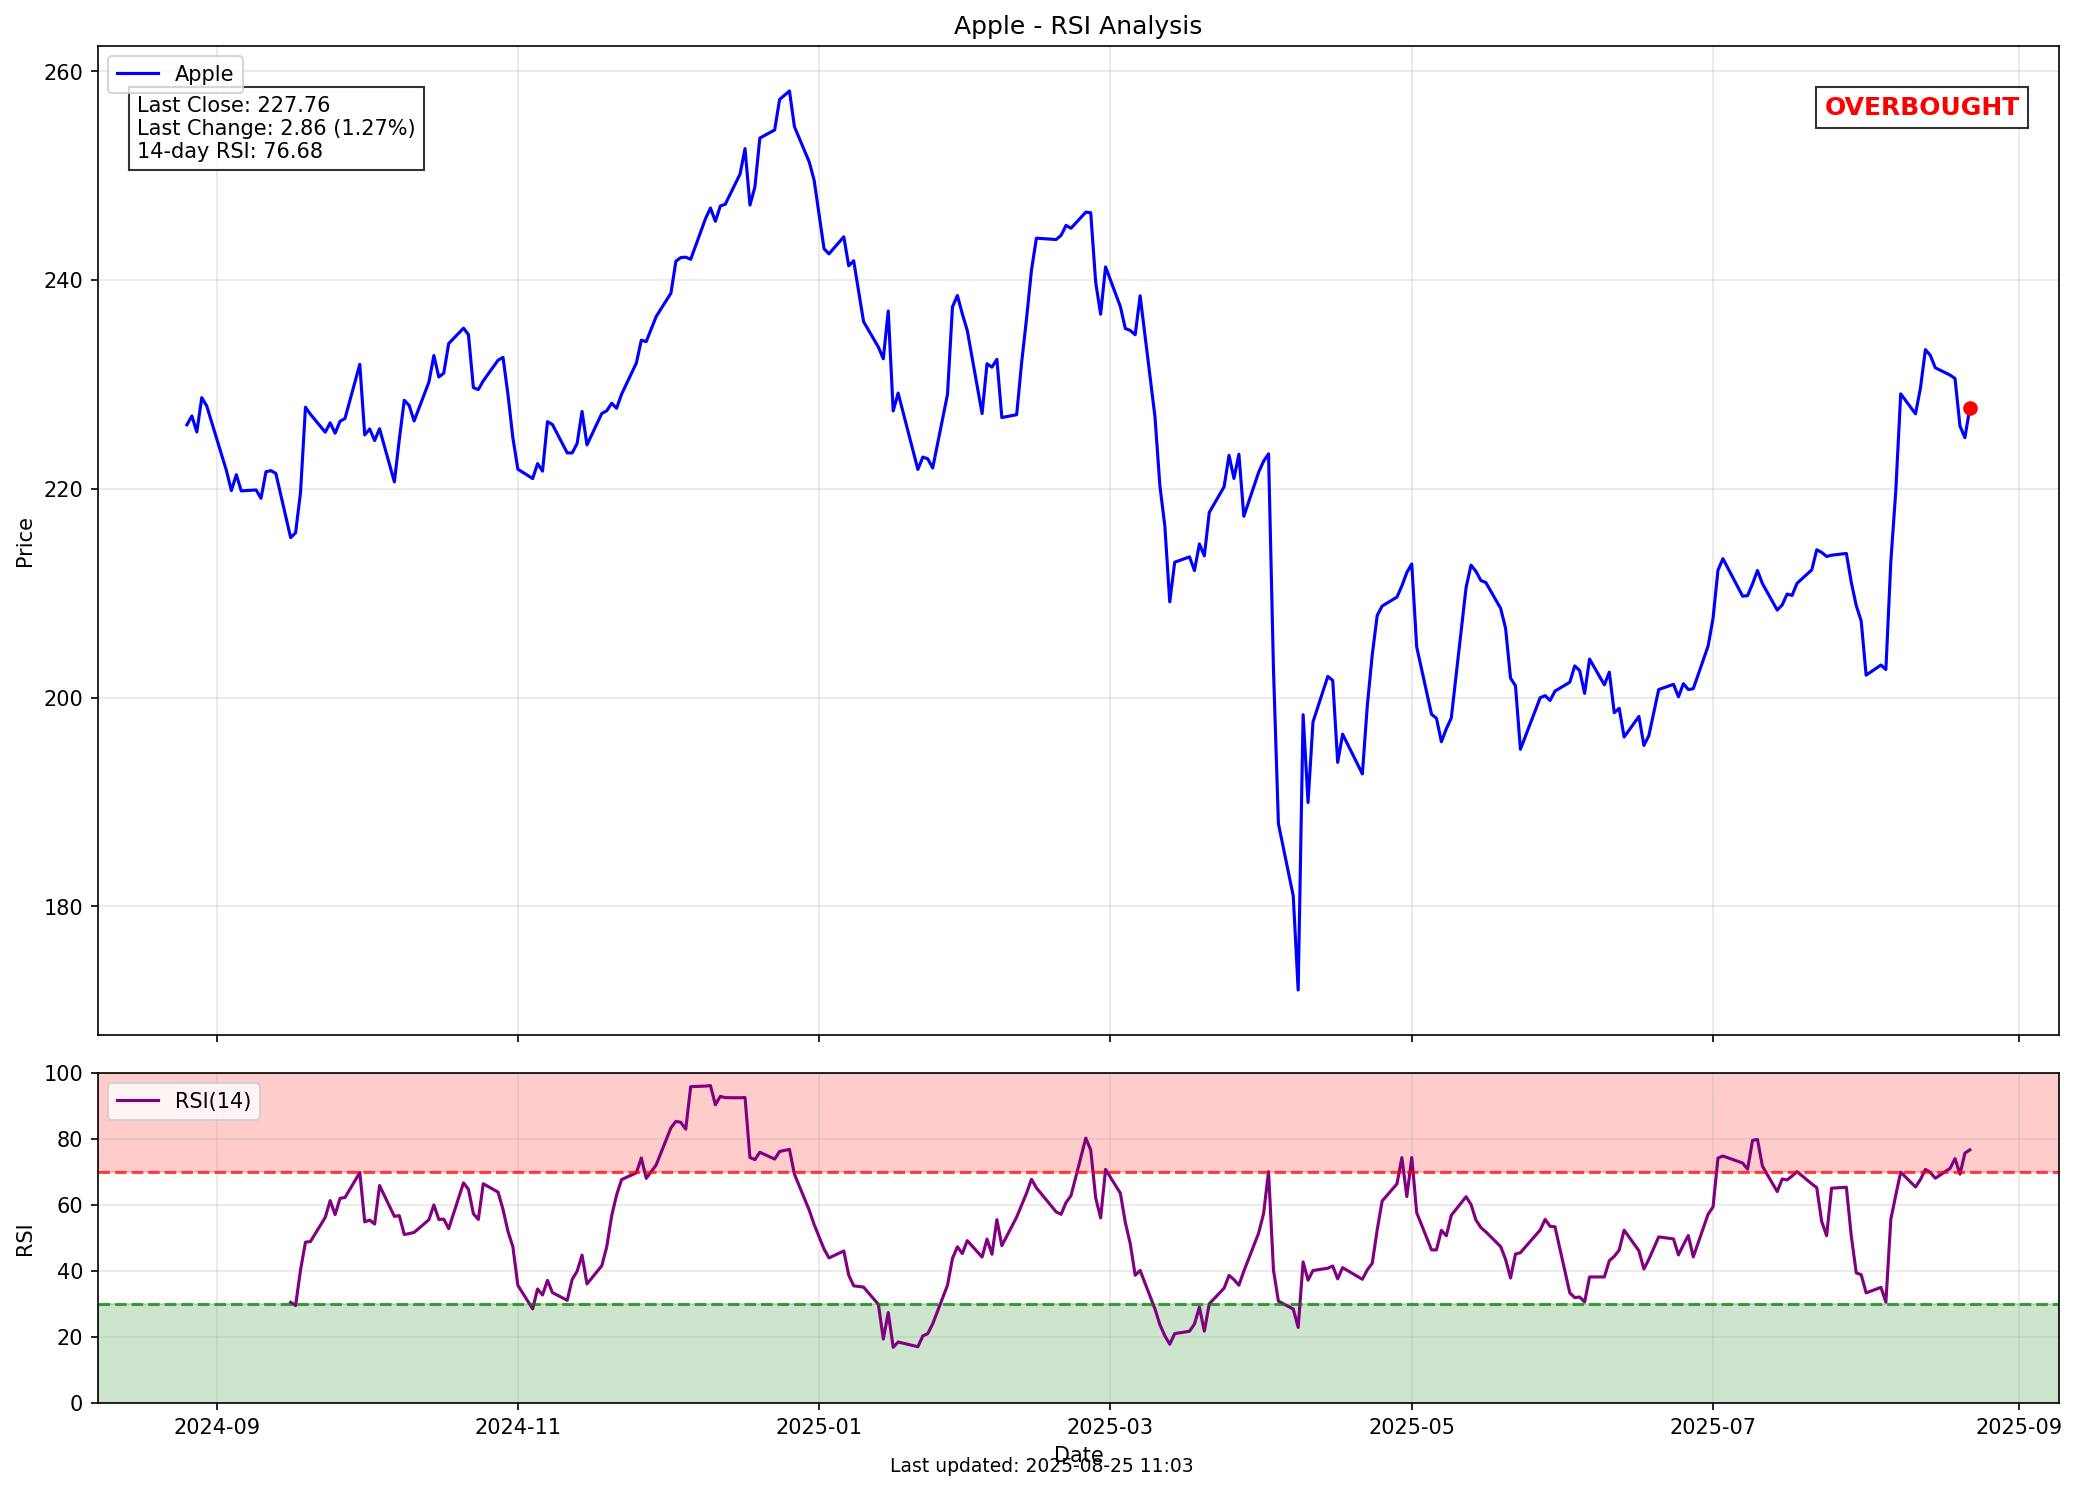 Apple - RSI Analysis
Apple
Last Close: 227.76
Last Change: 2.86 (1.27%)
14-day RSI: 76.68
OVERBOUGHT
260
240
220
200
180
Price
RSI(14)
100
80
60
40
20
0
RSI
2024-09 2024-11 2025-01 2025-03 2025-05 2025-07 2025-09
Date
Last updated: 2025-08-25 11:03